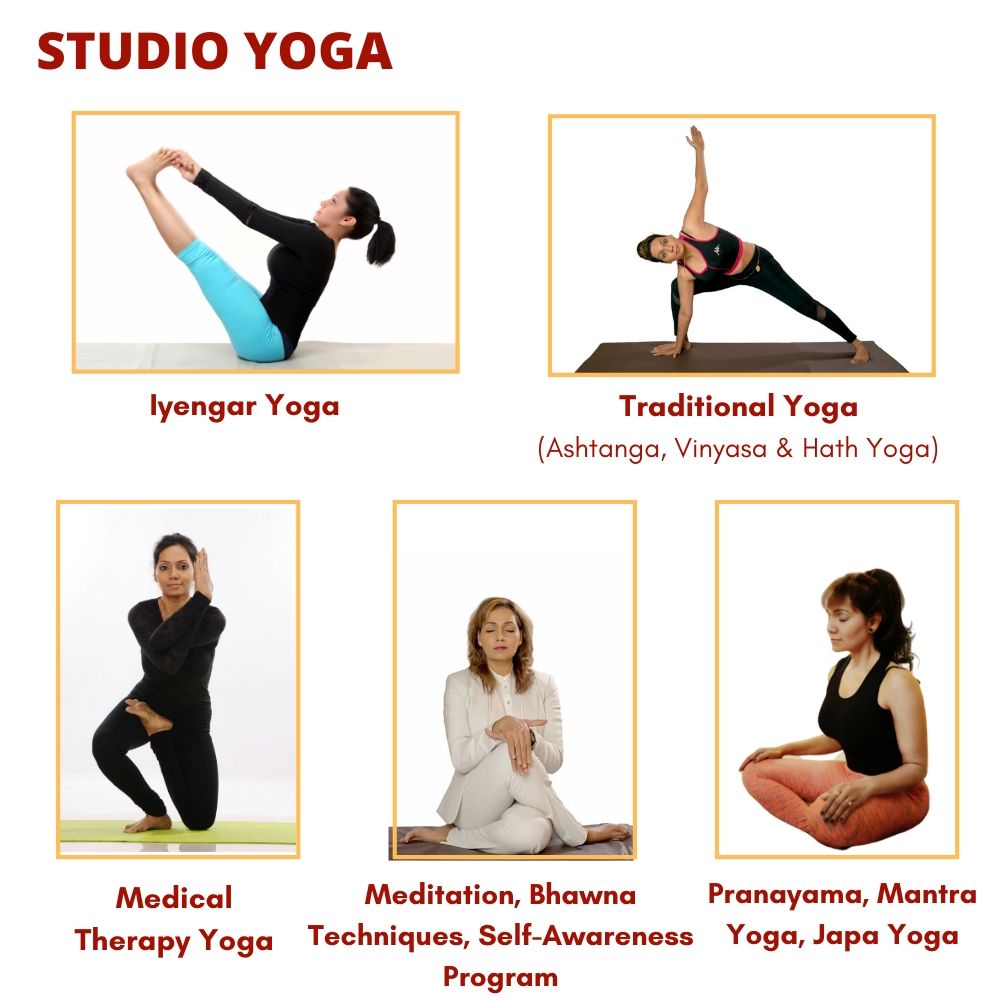 STUDIO YOGA
Iyengar Yoga
Traditional Yoga
(Ashtanga, Vinyasa & Hath Yoga)
Medical
Therapy Yoga
Meditation, Bhawna
Techniques, Self-Awareness
Program
Pranayama, Mantra
Yoga, Japa Yoga